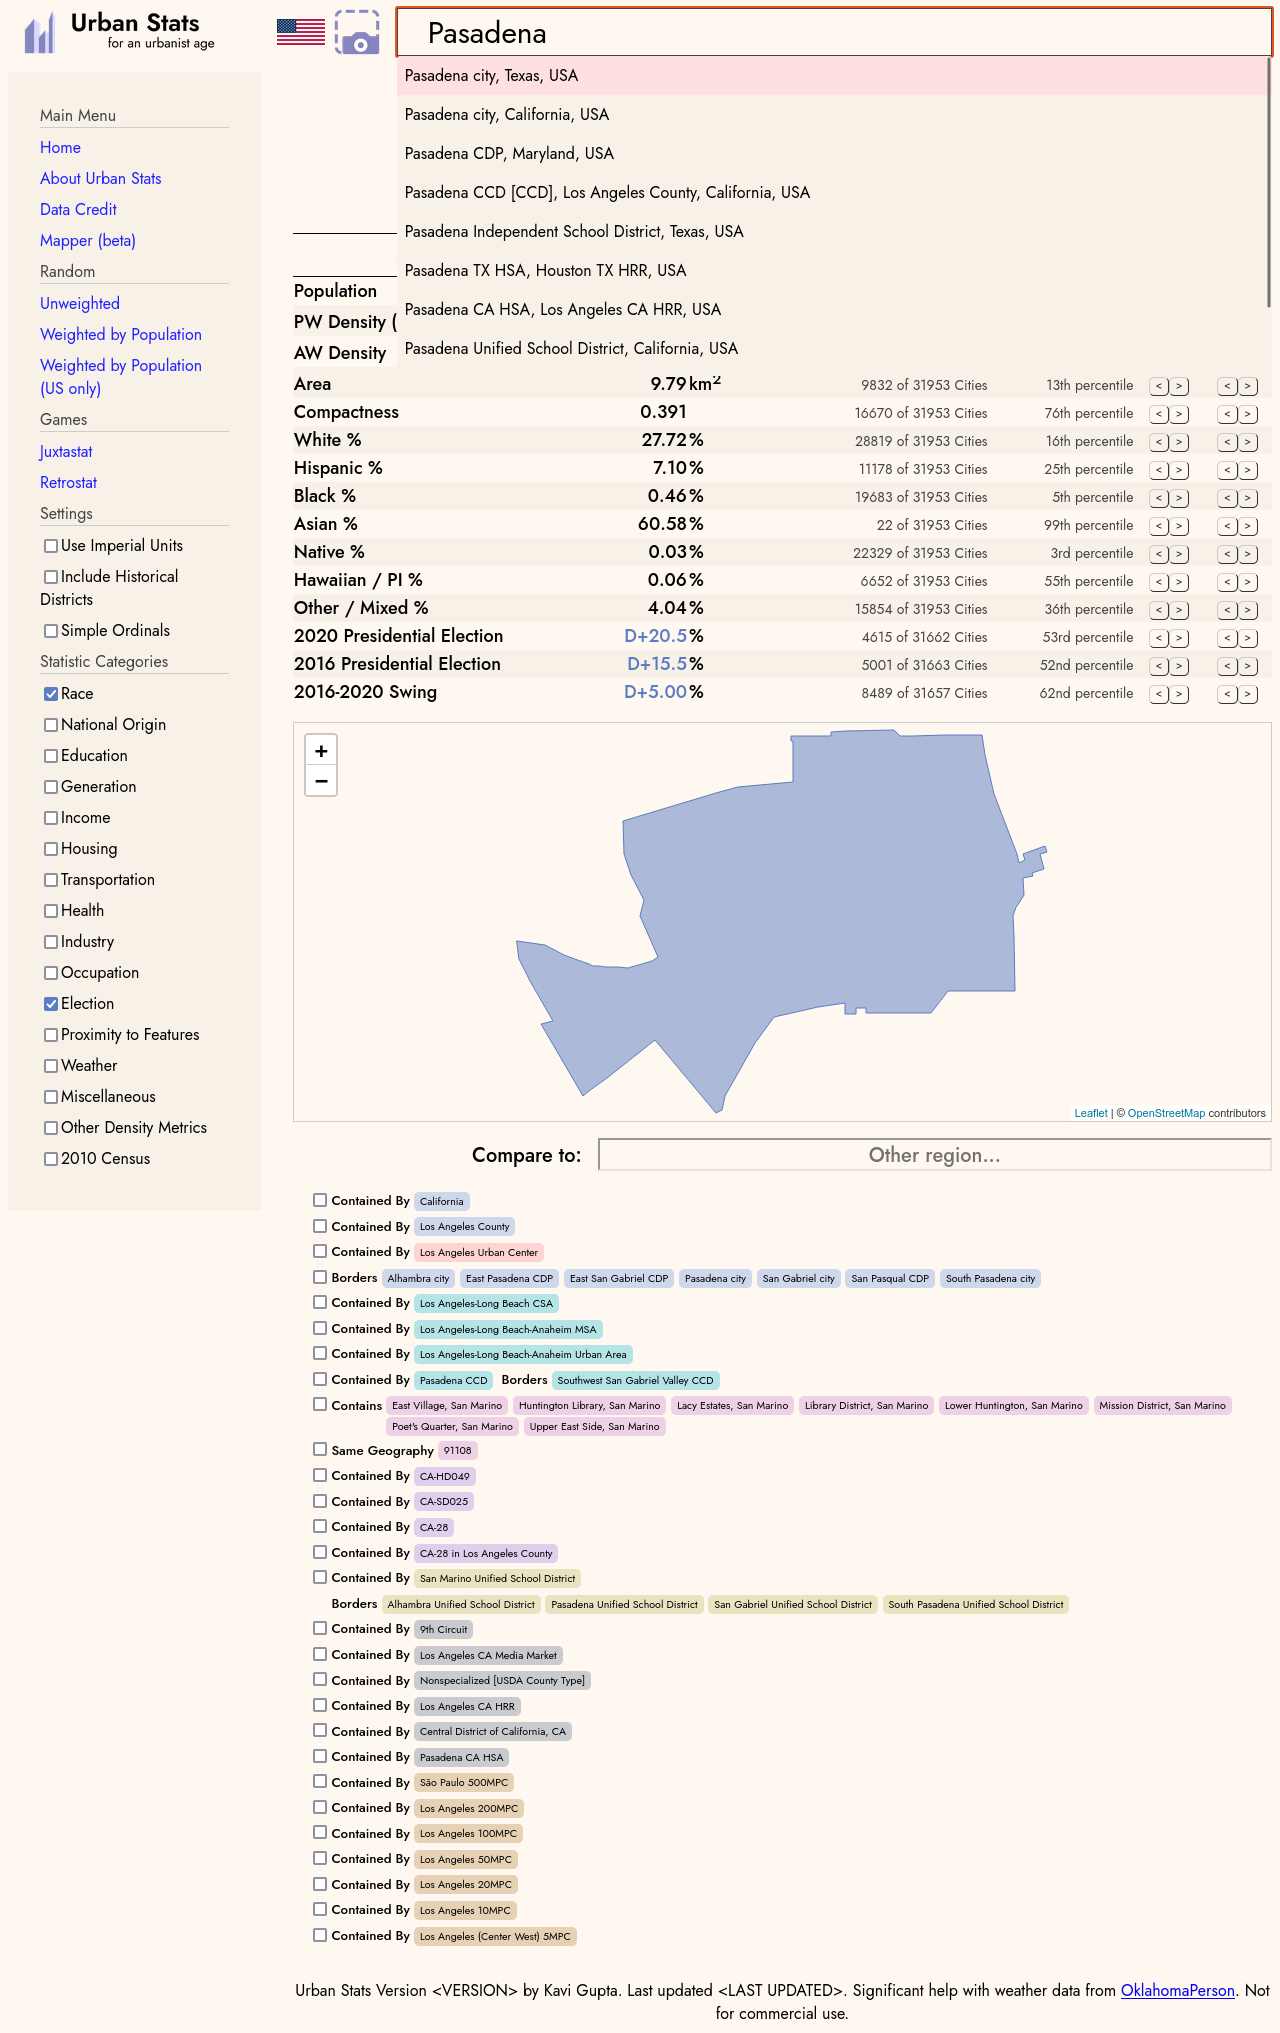 Urban Stats
for an urbanist age
Pasadena
Pasadena city, Texas, USA
Pasadena city, California, USA
Pasadena CDP, Maryland, USA
Pasadena CCD [CCD], Los Angeles County, California, USA
Pasadena Independent School District, Texas, USA
Pasadena TX HSA, Houston TX HRR, USA
Pasadena CA HSA, Los Angeles CA HRR, USA
Pasadena Unified School District, California, USA
Main Menu
Home
About Urban Stats
Data Credit
Mapper (beta)
Random
Unweighted
Weighted by Population
Weighted by Population
(US only)
Games
Juxtastat
Retrostat
Settings
Use Imperial Units
Include Historical
Districts
Simple Ordinals
Statistic Categories
Race
National Origin
Education
Generation
Income
Housing
Transportation
Health
Industry
Occupation
Election
Proximity to Features
Weather
Miscellaneous
Other Density Metrics
2010 Census
Population
PW Density (
AW Density
Area 9.79 km² 9832 of 31953 Cities 13th percentile < > < >
Compactness 0.391 16670 of 31953 Cities 76th percentile < > < >
White % 27.72% 28819 of 31953 Cities 16th percentile < > < >
Hispanic % 7.10% 11178 of 31953 Cities 25th percentile < > < >
Black % 0.46% 19683 of 31953 Cities 5th percentile < > < >
Asian % 60.58% 22 of 31953 Cities 99th percentile < > < >
Native % 0.03% 22329 of 31953 Cities 3rd percentile < > < >
Hawaiian / PI % 0.06% 6652 of 31953 Cities 55th percentile < > < >
Other / Mixed % 4.04% 15854 of 31953 Cities 36th percentile < > < >
2020 Presidential Election D+20.5% 4615 of 31662 Cities 53rd percentile < > < >
2016 Presidential Election D+15.5% 5001 of 31663 Cities 52nd percentile < > < >
2016-2020 Swing D+5.00% 8489 of 31657 Cities 62nd percentile < > < >
+
−
Leaflet | © OpenStreetMap contributors
Compare to: Other region...
Contained By California
Contained By Los Angeles County
Contained By Los Angeles Urban Center
Borders Alhambra city East Pasadena CDP East San Gabriel CDP Pasadena city San Gabriel city San Pasqual CDP South Pasadena city
Contained By Los Angeles-Long Beach CSA
Contained By Los Angeles-Long Beach-Anaheim MSA
Contained By Los Angeles-Long Beach-Anaheim Urban Area
Contained By Pasadena CCD Borders Southwest San Gabriel Valley CCD
Contains East Village, San Marino Huntington Library, San Marino Lacy Estates, San Marino Library District, San Marino Lower Huntington, San Marino Mission District, San Marino
Poet's Quarter, San Marino Upper East Side, San Marino
Same Geography 91108
Contained By CA-HD049
Contained By CA-SD025
Contained By CA-28
Contained By CA-28 in Los Angeles County
Contained By San Marino Unified School District
Borders Alhambra Unified School District Pasadena Unified School District San Gabriel Unified School District South Pasadena Unified School District
Contained By 9th Circuit
Contained By Los Angeles CA Media Market
Contained By Nonspecialized [USDA County Type]
Contained By Los Angeles CA HRR
Contained By Central District of California, CA
Contained By Pasadena CA HSA
Contained By São Paulo 500MPC
Contained By Los Angeles 200MPC
Contained By Los Angeles 100MPC
Contained By Los Angeles 50MPC
Contained By Los Angeles 20MPC
Contained By Los Angeles 10MPC
Contained By Los Angeles (Center West) 5MPC
Urban Stats Version <VERSION> by Kavi Gupta. Last updated <LAST UPDATED>. Significant help with weather data from OklahomaPerson. Not
for commercial use.